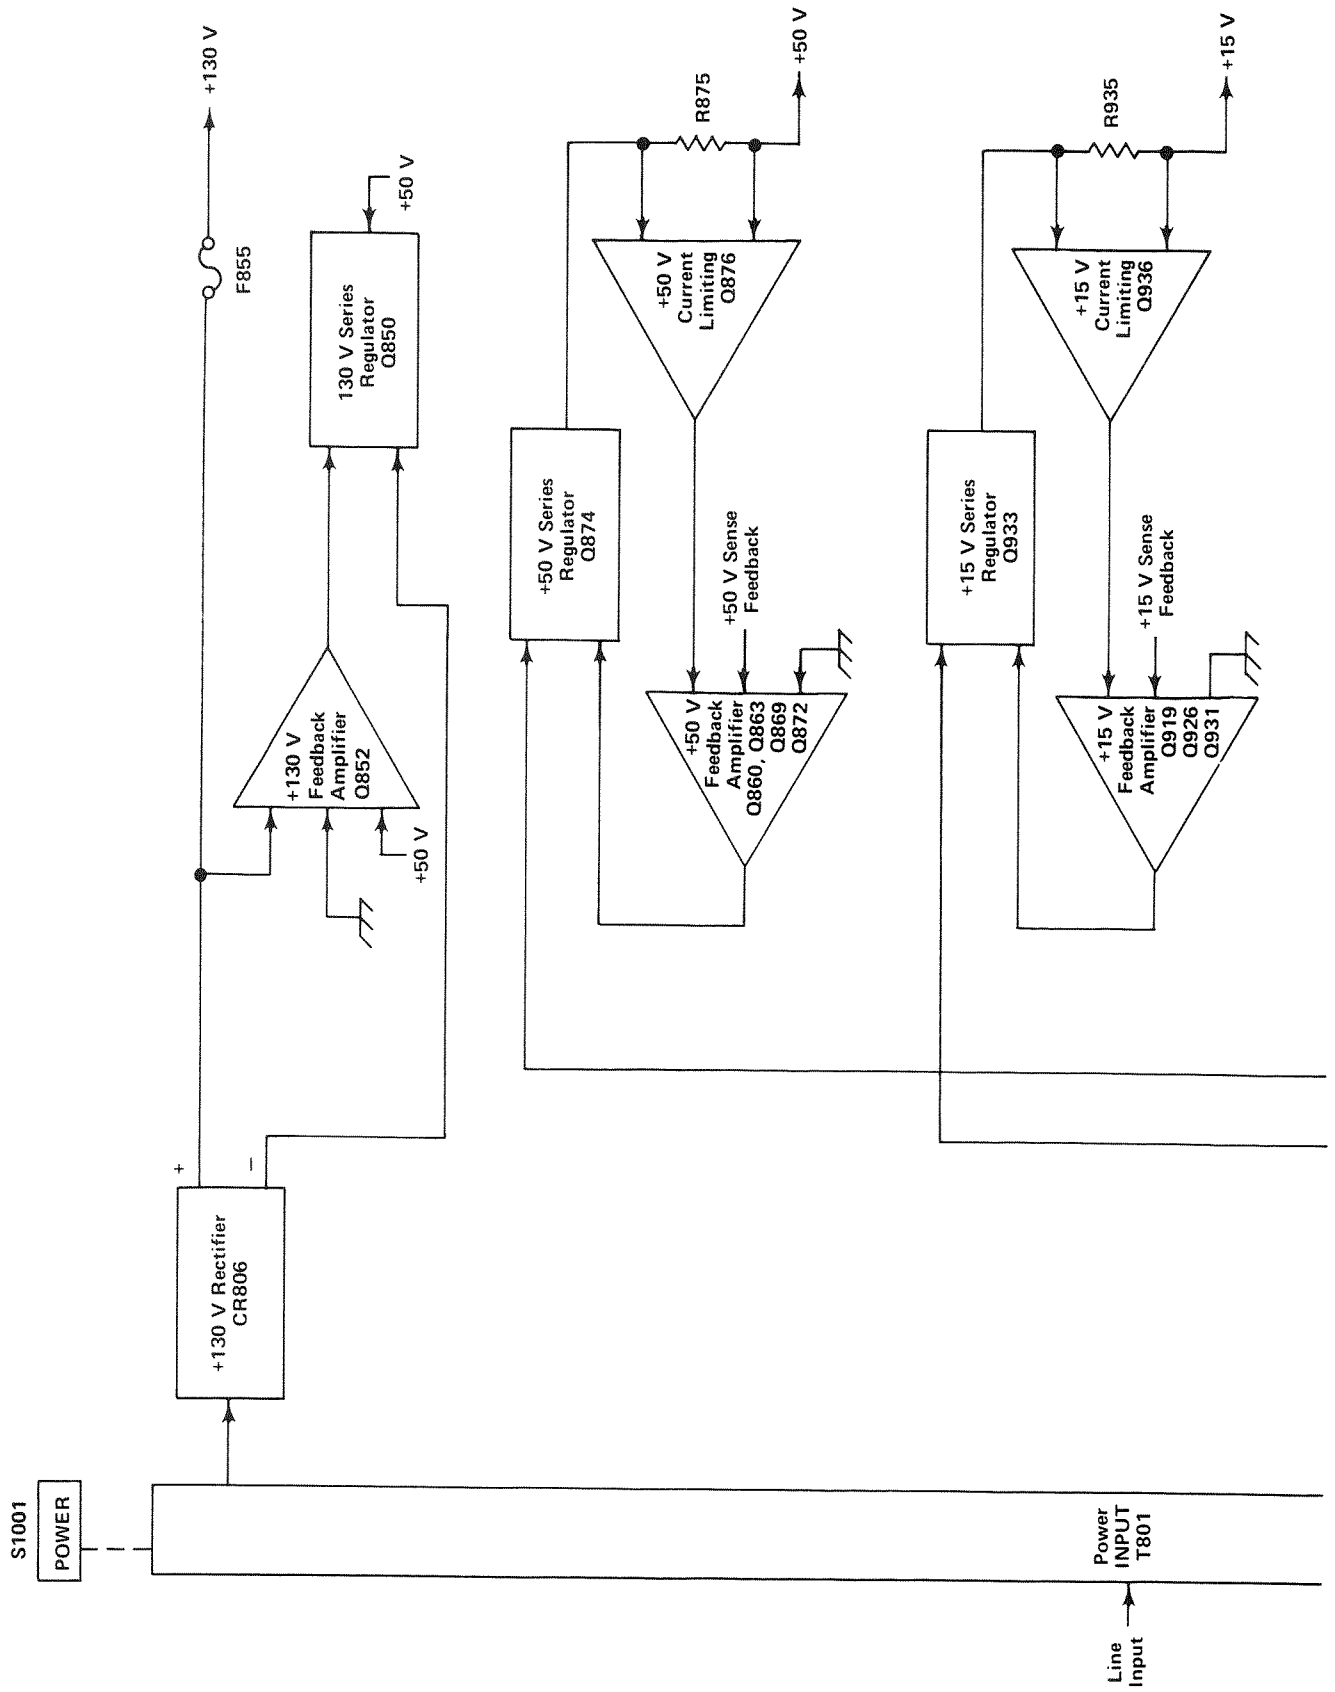 S1001
POWER
Line
Input
Power
INPUT
T801
+130 V Rectifier
CR806
+
−
+130 V
Feedback
Amplifier
Q852
+50 V
130 V Series
Regulator
Q850
+50 V
F855
+130 V
+50 V Series
Regulator
Q874
+50 V
Feedback
Amplifier
Q860, Q863
Q869
Q872
+50 V Sense
Feedback
+50 V
Current
Limiting
Q876
R875
+50 V
+15 V Series
Regulator
Q933
+15 V
Feedback
Amplifier
Q919
Q926
Q931
+15 V Sense
Feedback
+15 V
Current
Limiting
Q936
R935
+15 V